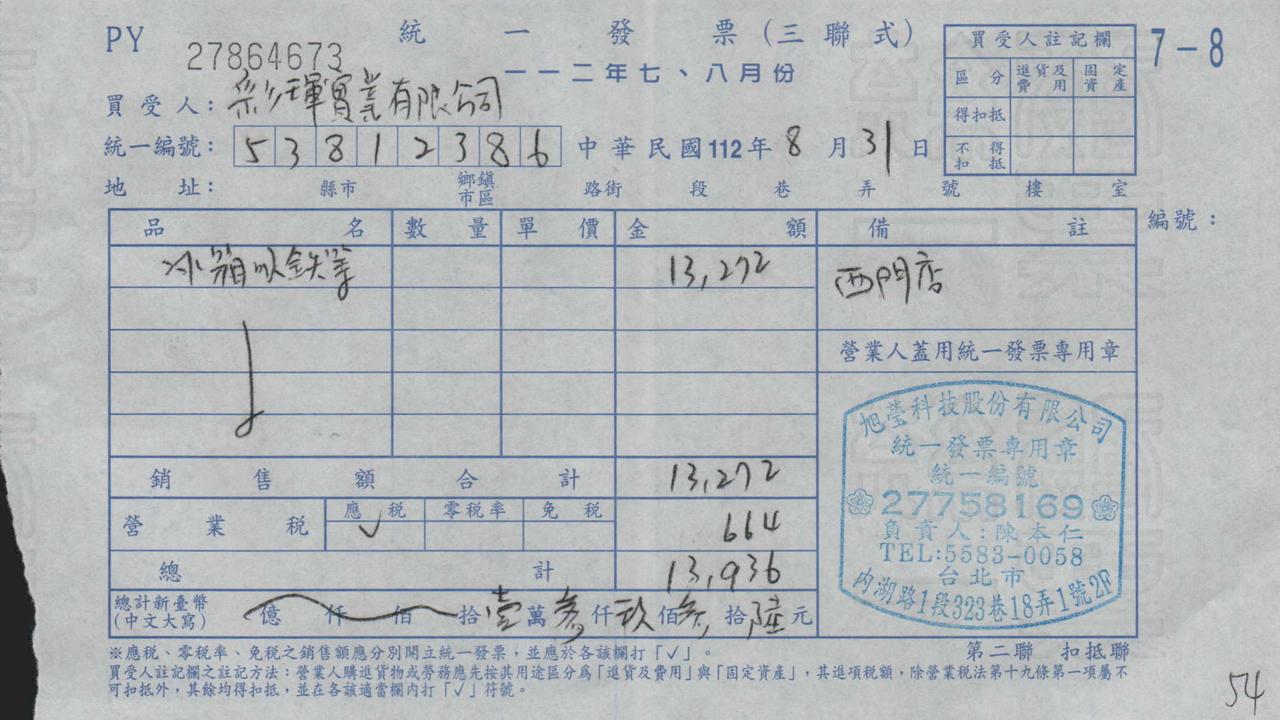 PY 27864673 統一發票(三聯式)
一一二年七、八月份
買受人註記欄
7-8
區分 進貨及費用 固定資產
得扣抵
不得扣抵
買受人: 彩琿實業有限公司
統一編號: 53812386 中華民國112年8月31日
地址: 縣市 鄉鎮市區 路街 段 巷 弄 號 樓 室
品名 數量 單價 金額 備註 編號:
冰箱吸鉄等 13,272 西門店
營業人蓋用統一發票專用章
旭瑩科技股份有限公司
統一發票專用章
統一編號
27758169
負責人:陳本仁
TEL:5583-0058
台北市
內湖路1段323巷18弄1號2F
銷售額合計 13,272
營業稅 應稅 ✓ 零稅率 免稅 664
總計 13,936
總計新臺幣(中文大寫) 億 仟 佰 拾壹萬參仟玖佰參拾陸元
※應稅、零稅率、免稅之銷售額應分別開立統一發票,並應於各該欄打「✓」。
第二聯 扣抵聯
買受人註記欄之註記方法:營業人購進貨物或勞務應先按其用途區分為「進貨及費用」與「固定資產」,其進項稅額,除營業稅法第十九條第一項屬不
可扣抵外,其餘均得扣抵,並在各該適當欄內打「✓」符號。
54